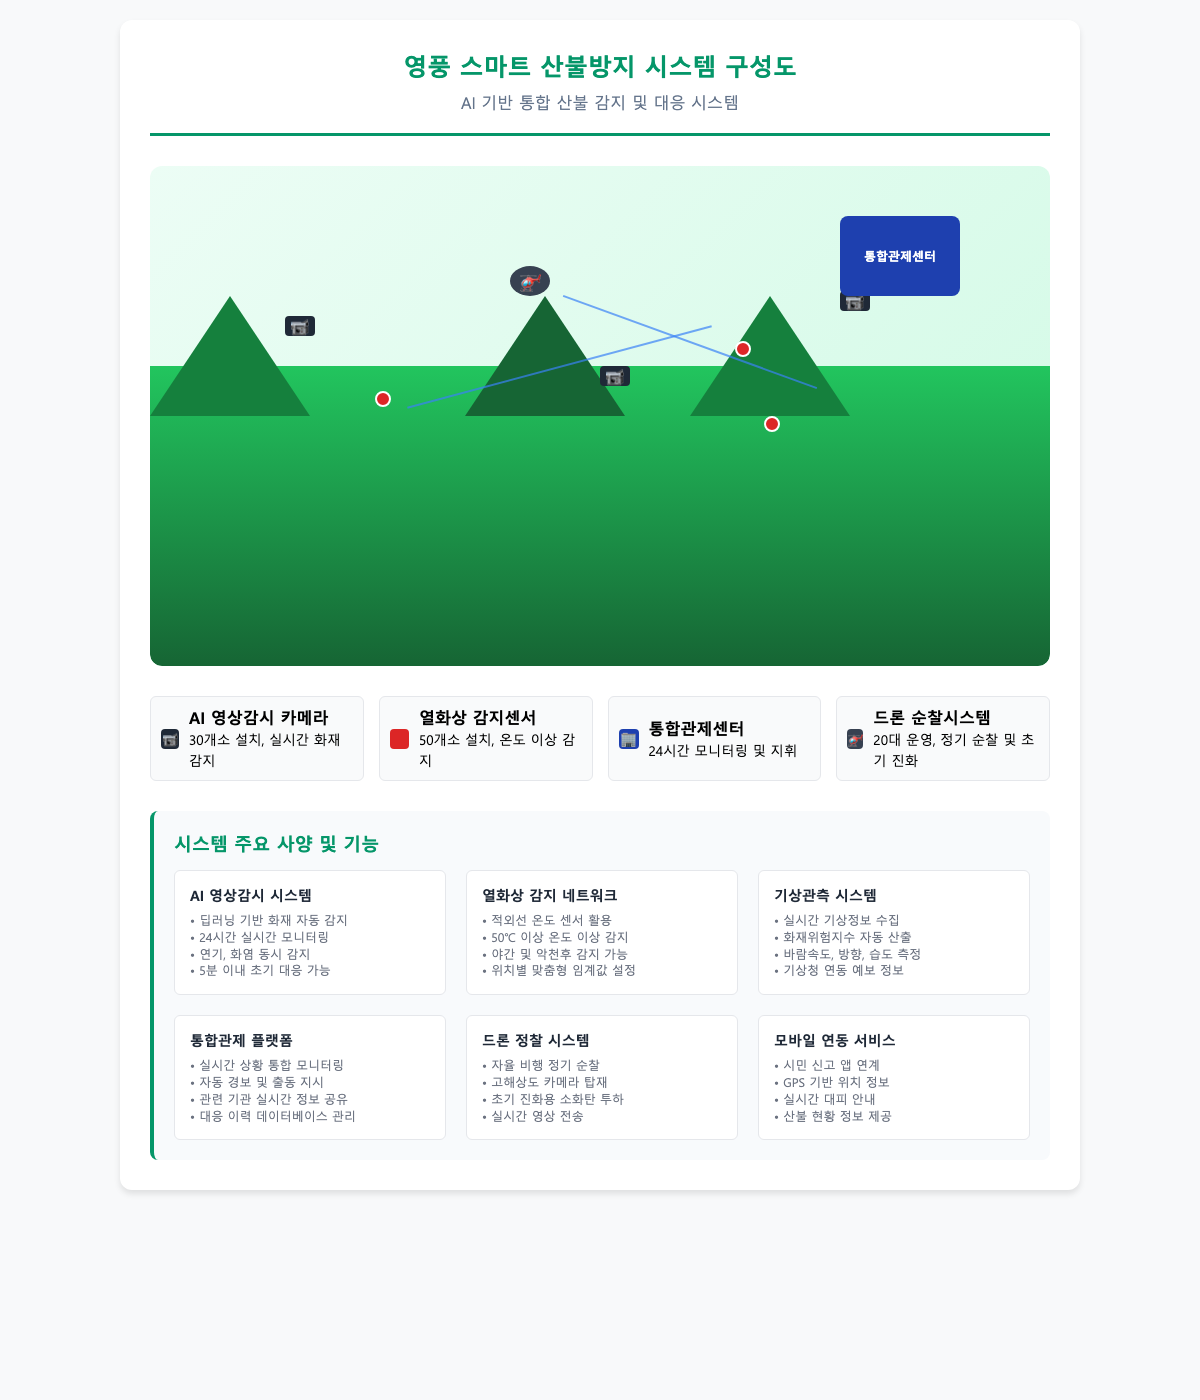 영풍 스마트 산불방지 시스템 구성도
AI 기반 통합 산불 감지 및 대응 시스템
통합관제센터
AI 영상감시 카메라
30개소 설치, 실시간 화재
감지
열화상 감지센서
50개소 설치, 온도 이상 감
지
통합관제센터
24시간 모니터링 및 지휘
드론 순찰시스템
20대 운영, 정기 순찰 및 초
기 진화
시스템 주요 사양 및 기능
AI 영상감시 시스템
• 딥러닝 기반 화재 자동 감지
• 24시간 실시간 모니터링
• 연기, 화염 동시 감지
• 5분 이내 초기 대응 가능
열화상 감지 네트워크
• 적외선 온도 센서 활용
• 50℃ 이상 온도 이상 감지
• 야간 및 악천후 감지 가능
• 위치별 맞춤형 임계값 설정
기상관측 시스템
• 실시간 기상정보 수집
• 화재위험지수 자동 산출
• 바람속도, 방향, 습도 측정
• 기상청 연동 예보 정보
통합관제 플랫폼
• 실시간 상황 통합 모니터링
• 자동 경보 및 출동 지시
• 관련 기관 실시간 정보 공유
• 대응 이력 데이터베이스 관리
드론 정찰 시스템
• 자율 비행 정기 순찰
• 고해상도 카메라 탑재
• 초기 진화용 소화탄 투하
• 실시간 영상 전송
모바일 연동 서비스
• 시민 신고 앱 연계
• GPS 기반 위치 정보
• 실시간 대피 안내
• 산불 현황 정보 제공